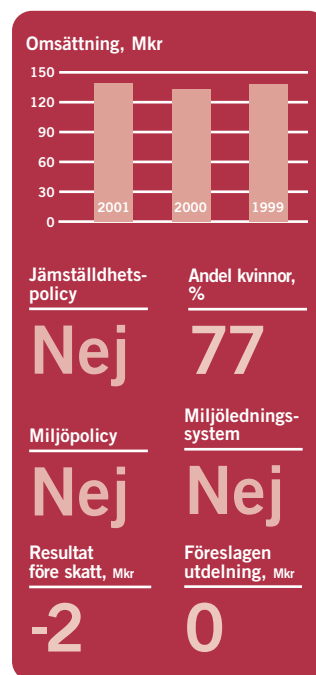 Omsättning, Mkr
150
120
90
60
30
0
2001
2000
1999
Jämställdhets-
policy
Nej
Andel kvinnor,
%
77
Miljöpolicy
Nej
Miljölednings-
system
Nej
Resultat
före skatt, Mkr
-2
Föreslagen
utdelning, Mkr
0